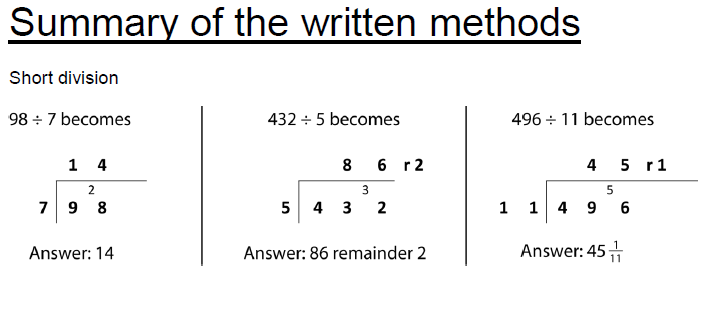 Summary of the written methods
Short division
98 ÷ 7 becomes
1 4
2
7 9 8
Answer: 14
432 ÷ 5 becomes
8 6 r 2
3
5 4 3 2
Answer: 86 remainder 2
496 ÷ 11 becomes
4 5 r 1
5
1 1 4 9 6
Answer: 45 1/11